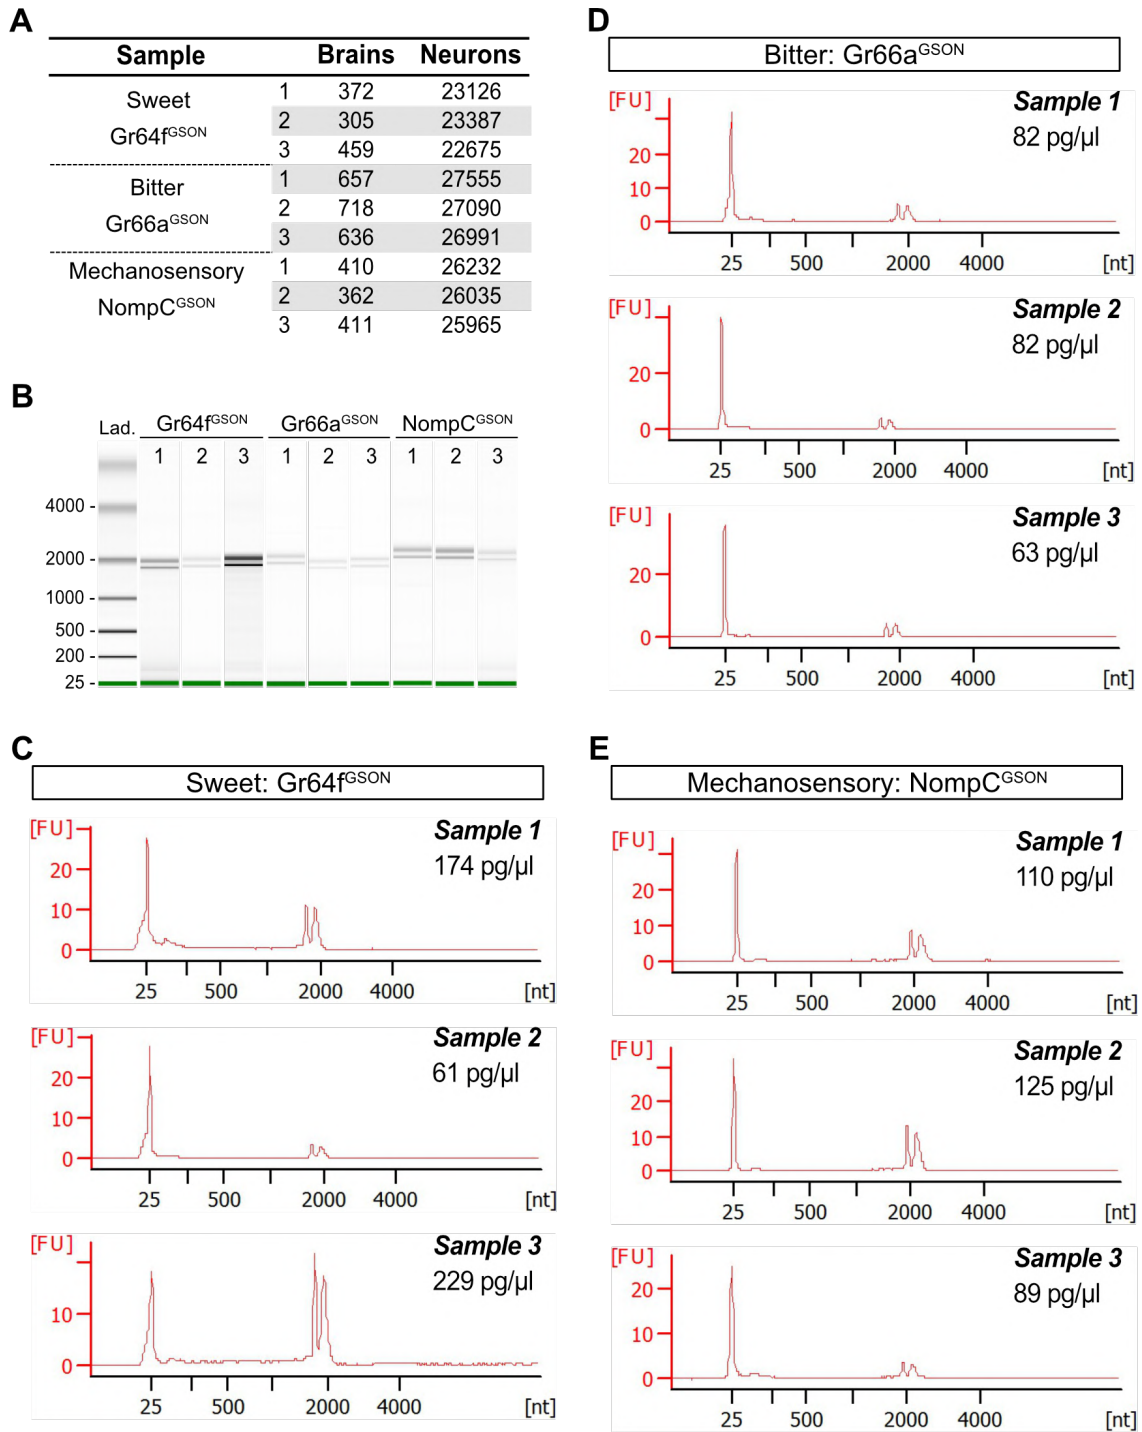 A
Sample Brains Neurons
Sweet
Gr64fGSON
1 372 23126
2 305 23387
3 459 22675
Bitter
Gr66aGSON
1 657 27555
2 718 27090
3 636 26991
Mechanosensory
NompCGSON
1 410 26232
2 362 26035
3 411 25965
B
Lad. Gr64fGSON Gr66aGSON NompCGSON
1 2 3 1 2 3 1 2 3
4000 -
2000 -
1000 -
500 -
200 -
25 -
C
Sweet: Gr64fGSON
[FU]
Sample 1
174 pg/µl
20
10
0
25 500 2000 4000 [nt]
[FU]
Sample 2
61 pg/µl
20
10
0
25 500 2000 4000 [nt]
[FU]
Sample 3
229 pg/µl
10
0
25 500 2000 4000 [nt]
D
Bitter: Gr66aGSON
[FU]
Sample 1
82 pg/µl
20
10
0
25 500 2000 4000 [nt]
[FU]
Sample 2
82 pg/µl
20
0
25 500 2000 4000 [nt]
[FU]
Sample 3
63 pg/µl
20
0
25 500 2000 4000 [nt]
E
Mechanosensory: NompCGSON
[FU]
Sample 1
110 pg/µl
20
10
0
25 500 2000 4000 [nt]
[FU]
Sample 2
125 pg/µl
20
10
0
25 500 2000 4000 [nt]
[FU]
Sample 3
89 pg/µl
20
10
0
25 500 2000 4000 [nt]